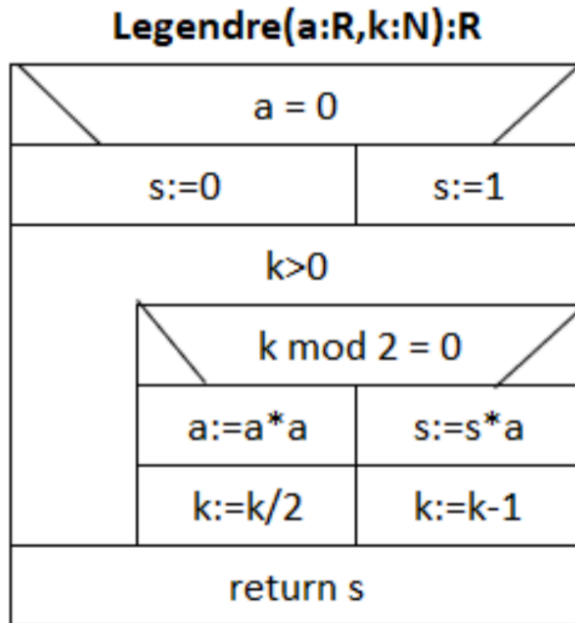 Legendre(a:R,k:N):R
a = 0
s:=0 s:=1
k>0
k mod 2 = 0
a:=a*a s:=s*a
k:=k/2 k:=k-1
return s